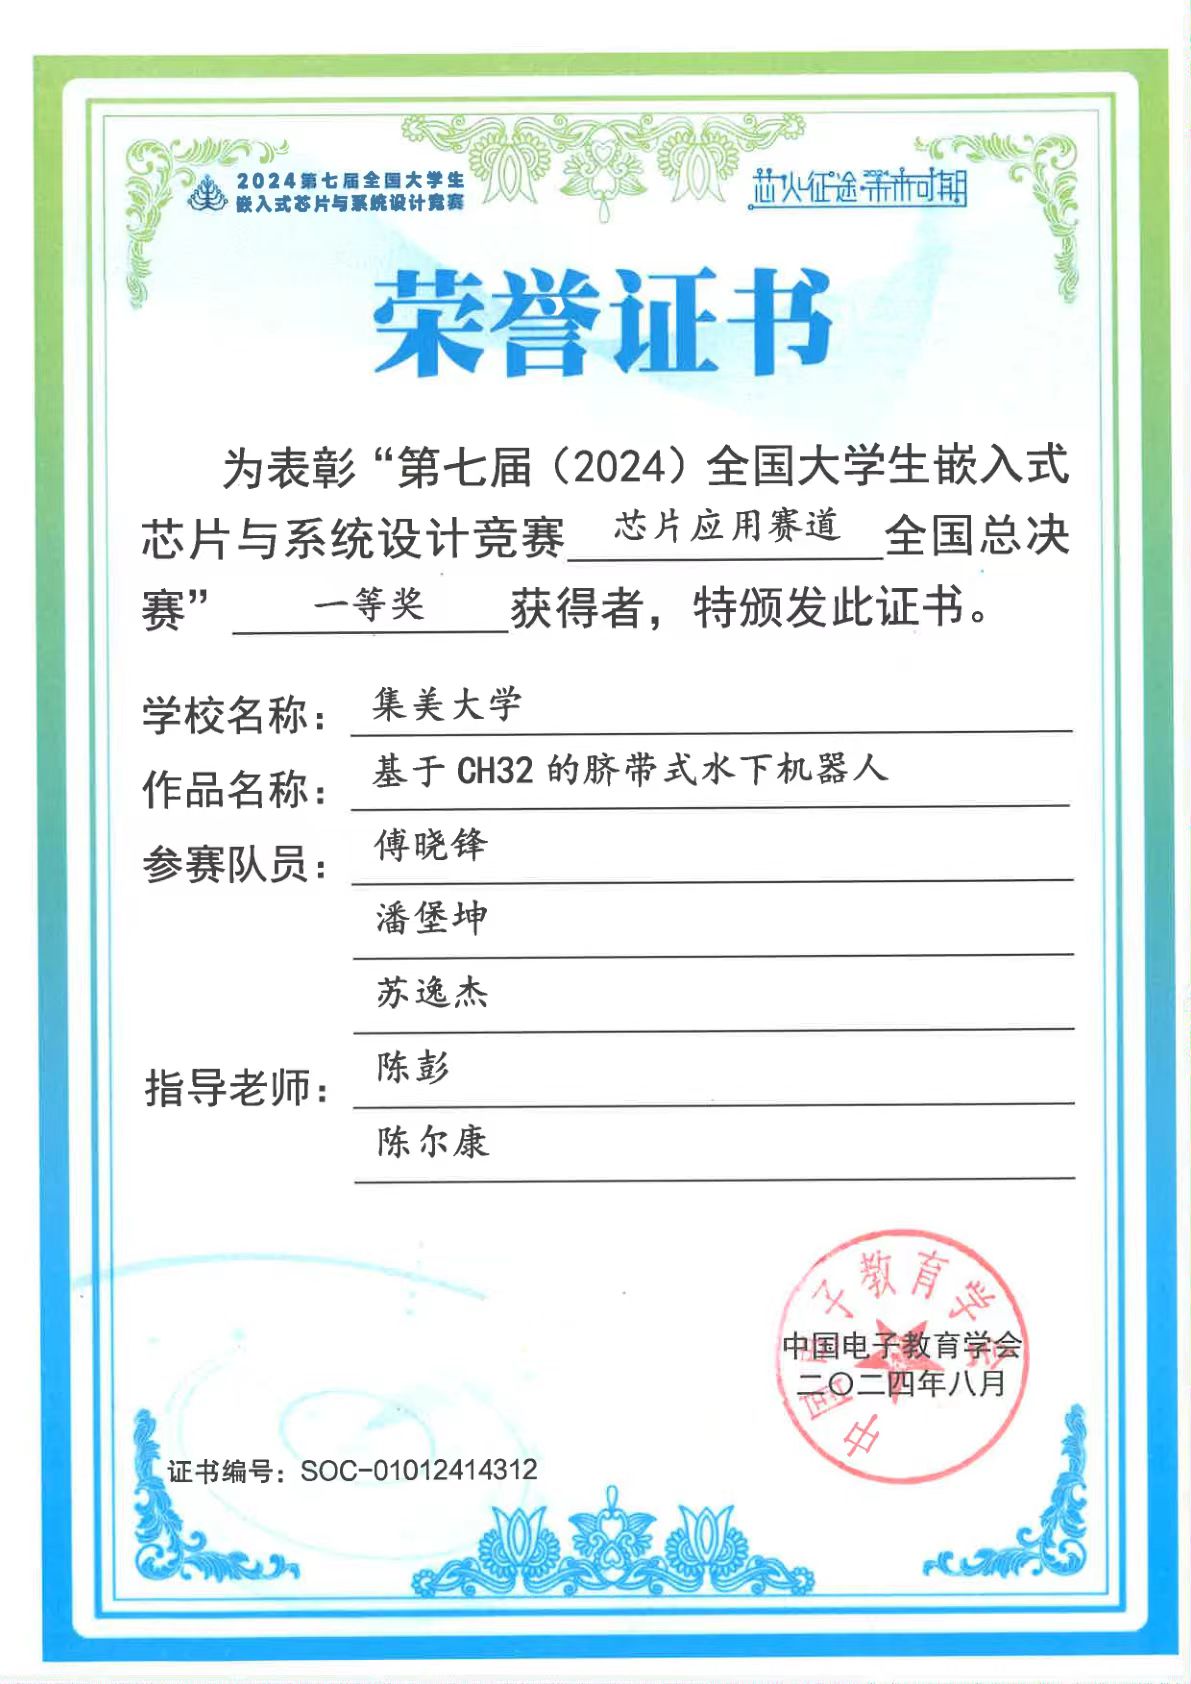 2024第七届全国大学生
嵌入式芯片与系统设计竞赛
芯火征途·未来可期
荣誉证书
为表彰“第七届（2024）全国大学生嵌入式
芯片与系统设计竞赛 芯片应用赛道 全国总决
赛” 一等奖 获得者，特颁发此证书。
学校名称：集美大学
作品名称：基于 CH32 的脐带式水下机器人
参赛队员：傅晓锋
潘堡坤
苏逸杰
指导老师：陈彭
陈尔康
中国电子教育学会
中国电子教育学会
二〇二四年八月
证书编号：SOC-01012414312